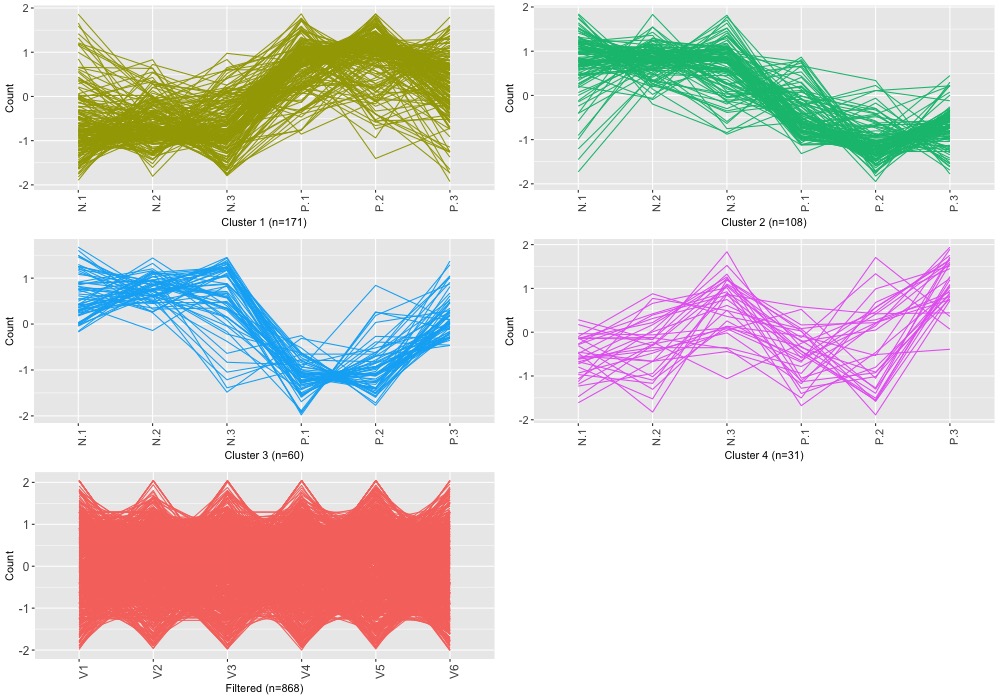 2
1
0
-1
-2
Count
N.1 N.2 N.3 P.1 P.2 P.3
Cluster 1 (n=171)
2
1
0
-1
-2
Count
N.1 N.2 N.3 P.1 P.2 P.3
Cluster 2 (n=108)
1
0
-1
-2
Count
N.1 N.2 N.3 P.1 P.2 P.3
Cluster 3 (n=60)
2
1
0
-1
-2
Count
N.1 N.2 N.3 P.1 P.2 P.3
Cluster 4 (n=31)
2
1
0
-1
-2
Count
V1 V2 V3 V4 V5 V6
Filtered (n=868)